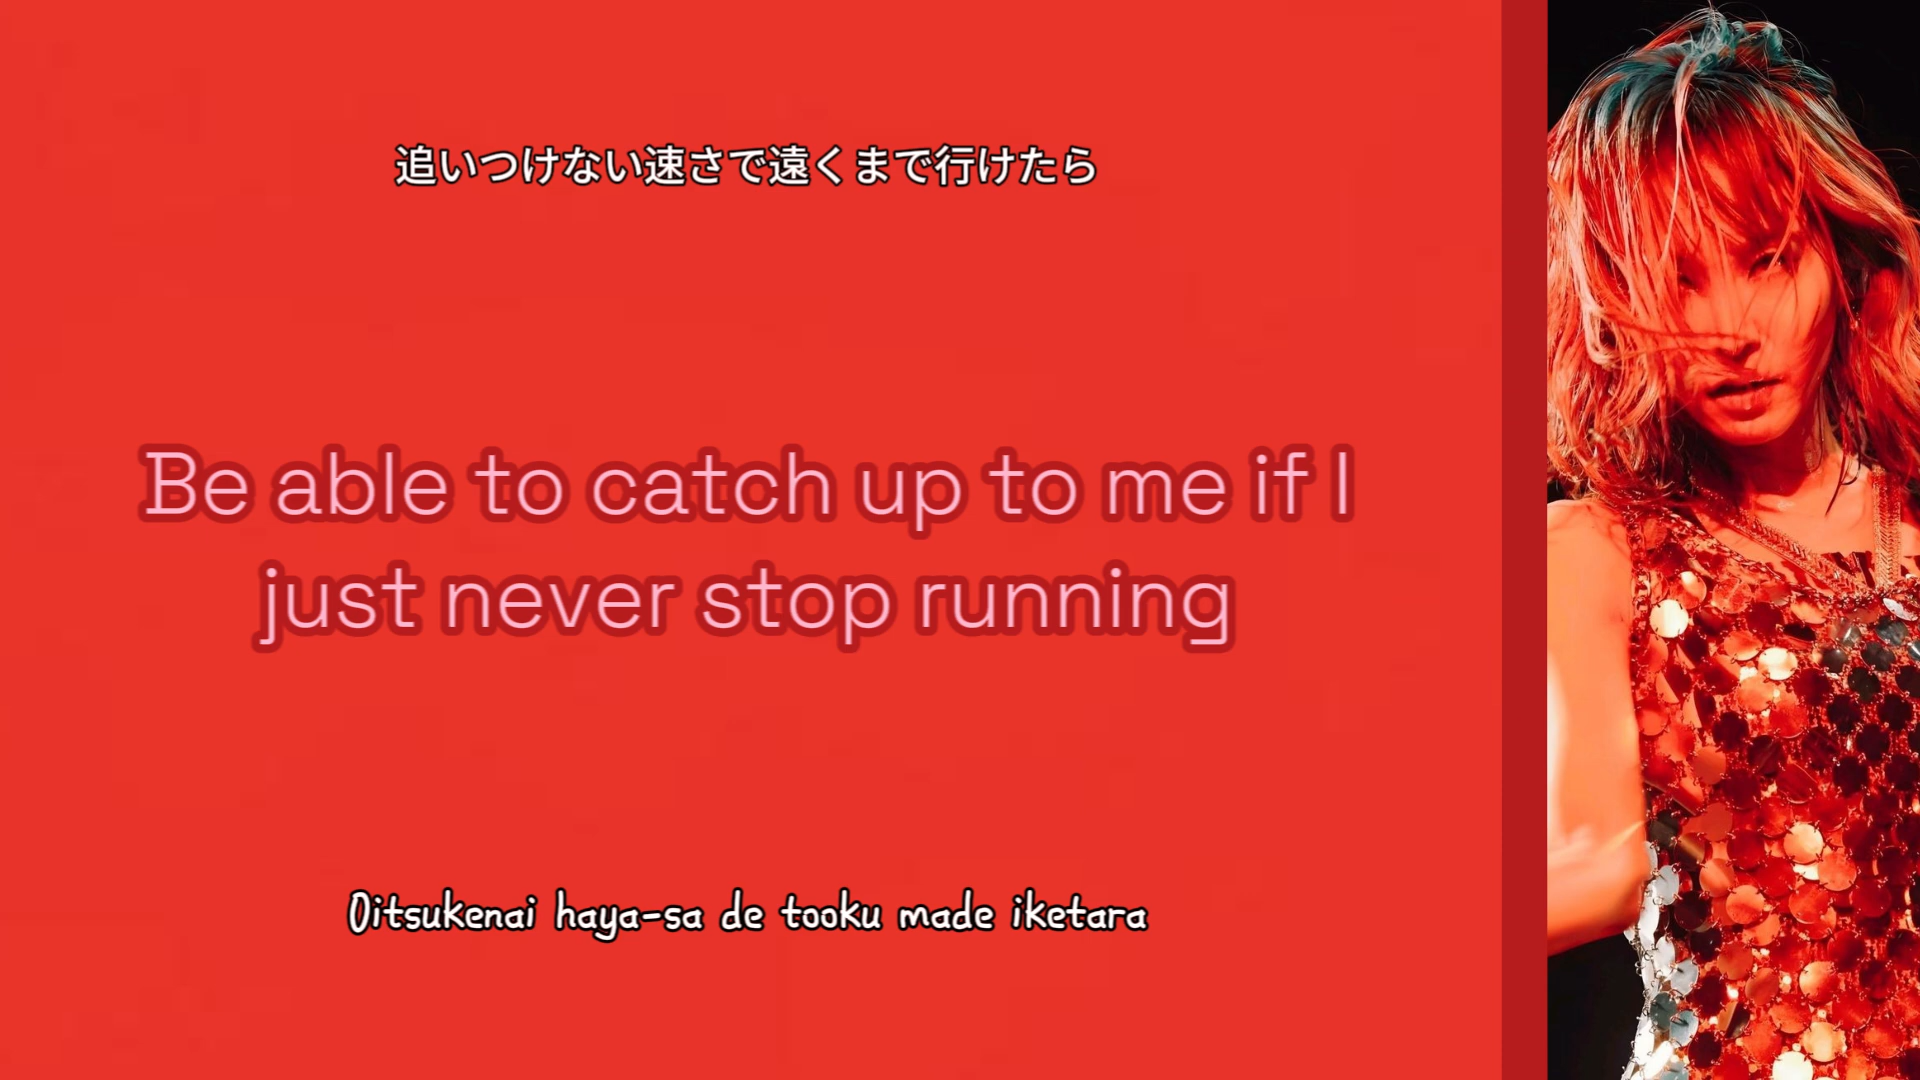 追いつけない速さで遠くまで行けたら
Be able to catch up to me if I
just never stop running
Oitsukenai haya-sa de tooku made iketara